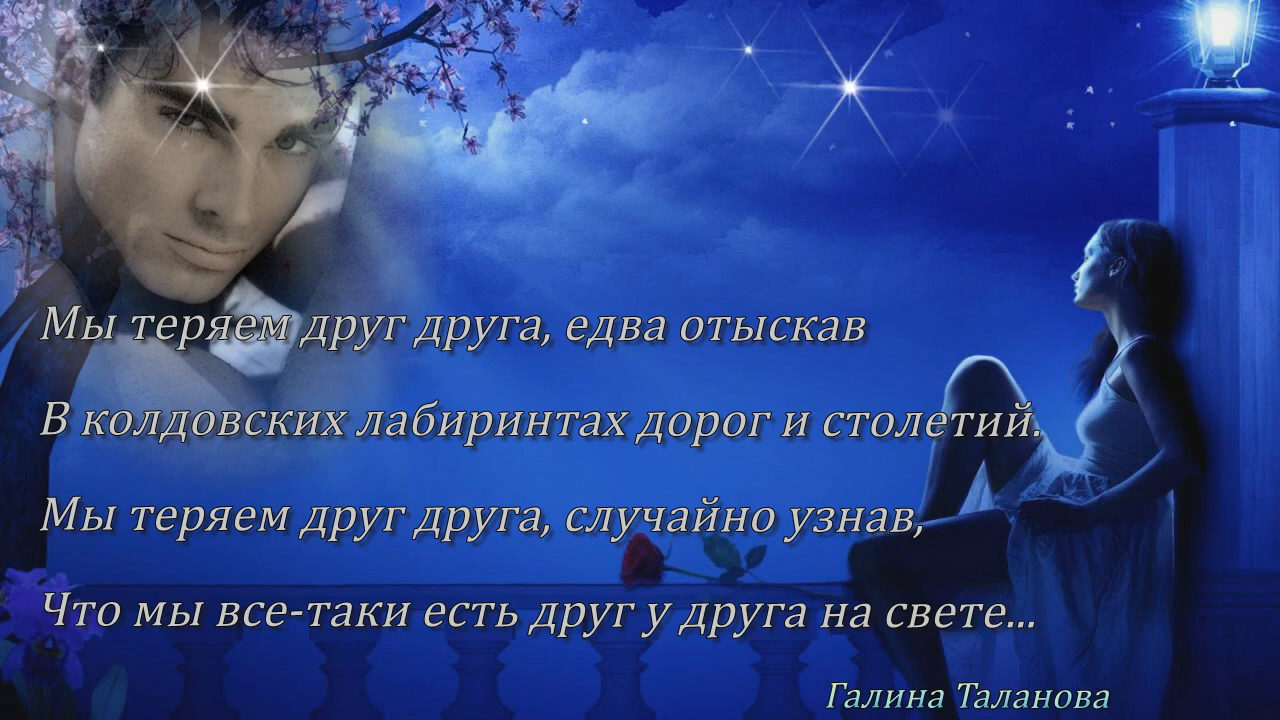 Мы теряем друг друга, едва отыскав
В колдовских лабиринтах дорог и столетий.
Мы теряем друг друга, случайно узнав,
Что мы все-таки есть друг у друга на свете...
Галина Таланова